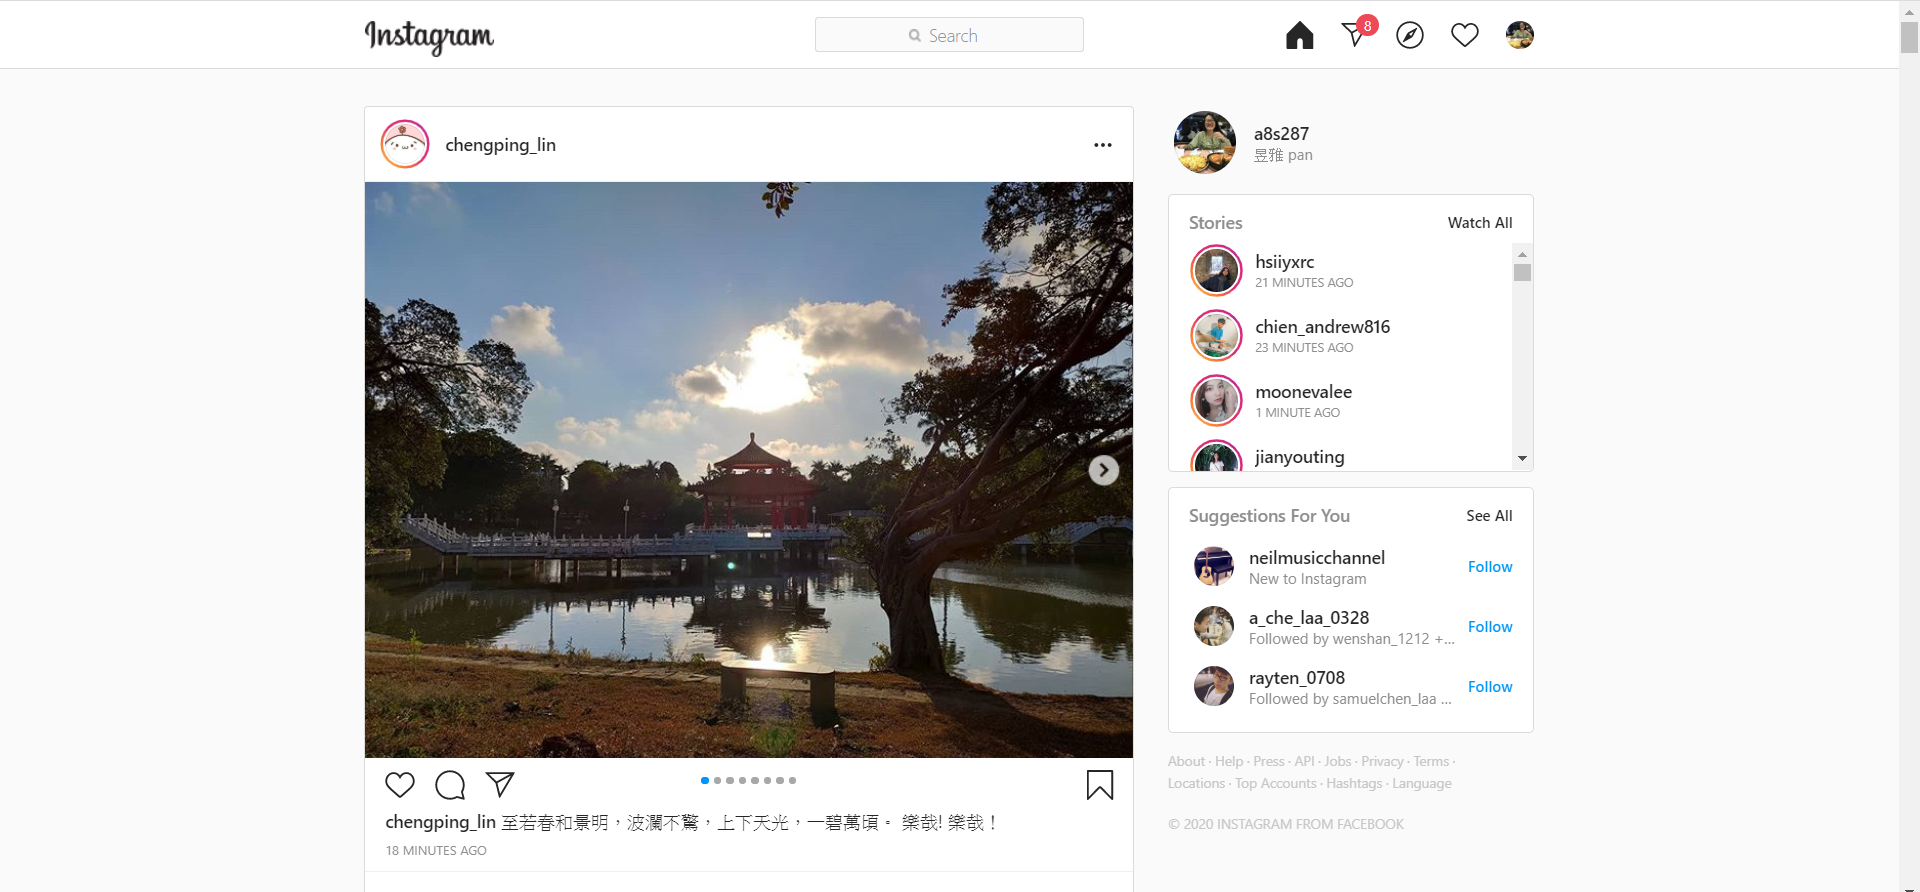 Instagram
Search
8
chengping_lin
a8s287
昱雅 pan
Stories
Watch All
hsiiyxrc
21 MINUTES AGO
chien_andrew816
23 MINUTES AGO
moonevalee
1 MINUTE AGO
jianyouting
Suggestions For You
See All
neilmusicchannel
New to Instagram
Follow
a_che_laa_0328
Followed by wenshan_1212 +...
Follow
rayten_0708
Followed by samuelchen_laa ...
Follow
About · Help · Press · API · Jobs · Privacy · Terms ·
Locations · Top Accounts · Hashtags · Language
© 2020 INSTAGRAM FROM FACEBOOK
chengping_lin 至若春和景明，波瀾不驚，上下天光，一碧萬頃。 樂哉! 樂哉！
18 MINUTES AGO